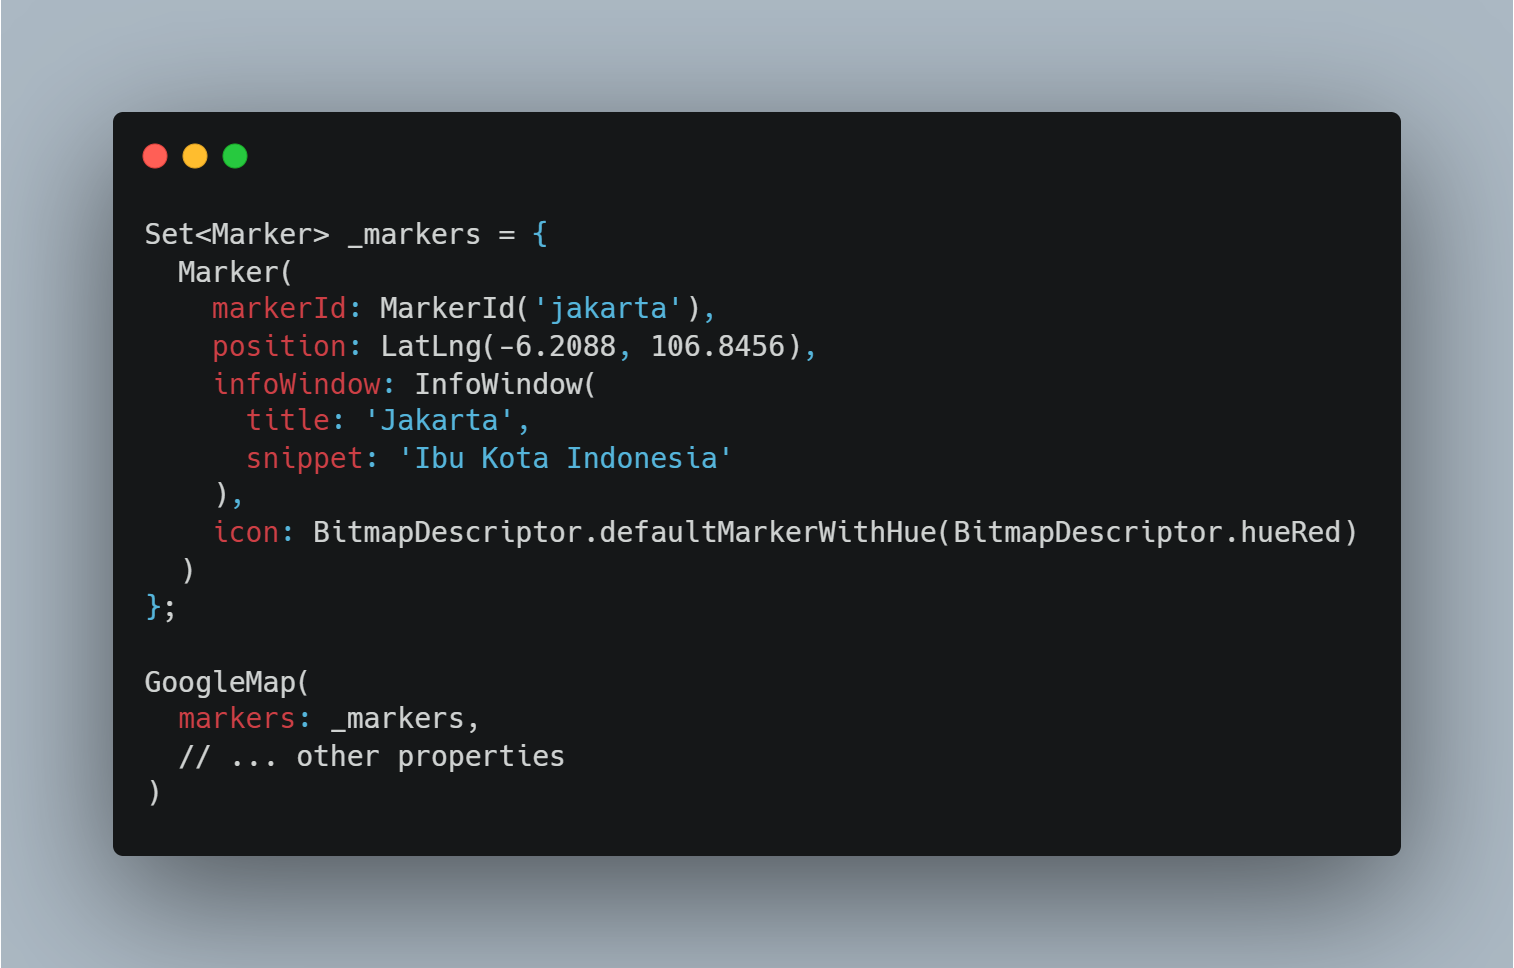 Set<Marker> _markers = {
  Marker(
    markerId: MarkerId('jakarta'),
    position: LatLng(-6.2088, 106.8456),
    infoWindow: InfoWindow(
      title: 'Jakarta',
      snippet: 'Ibu Kota Indonesia'
    ),
    icon: BitmapDescriptor.defaultMarkerWithHue(BitmapDescriptor.hueRed)
  )
};

GoogleMap(
  markers: _markers,
  // ... other properties
)